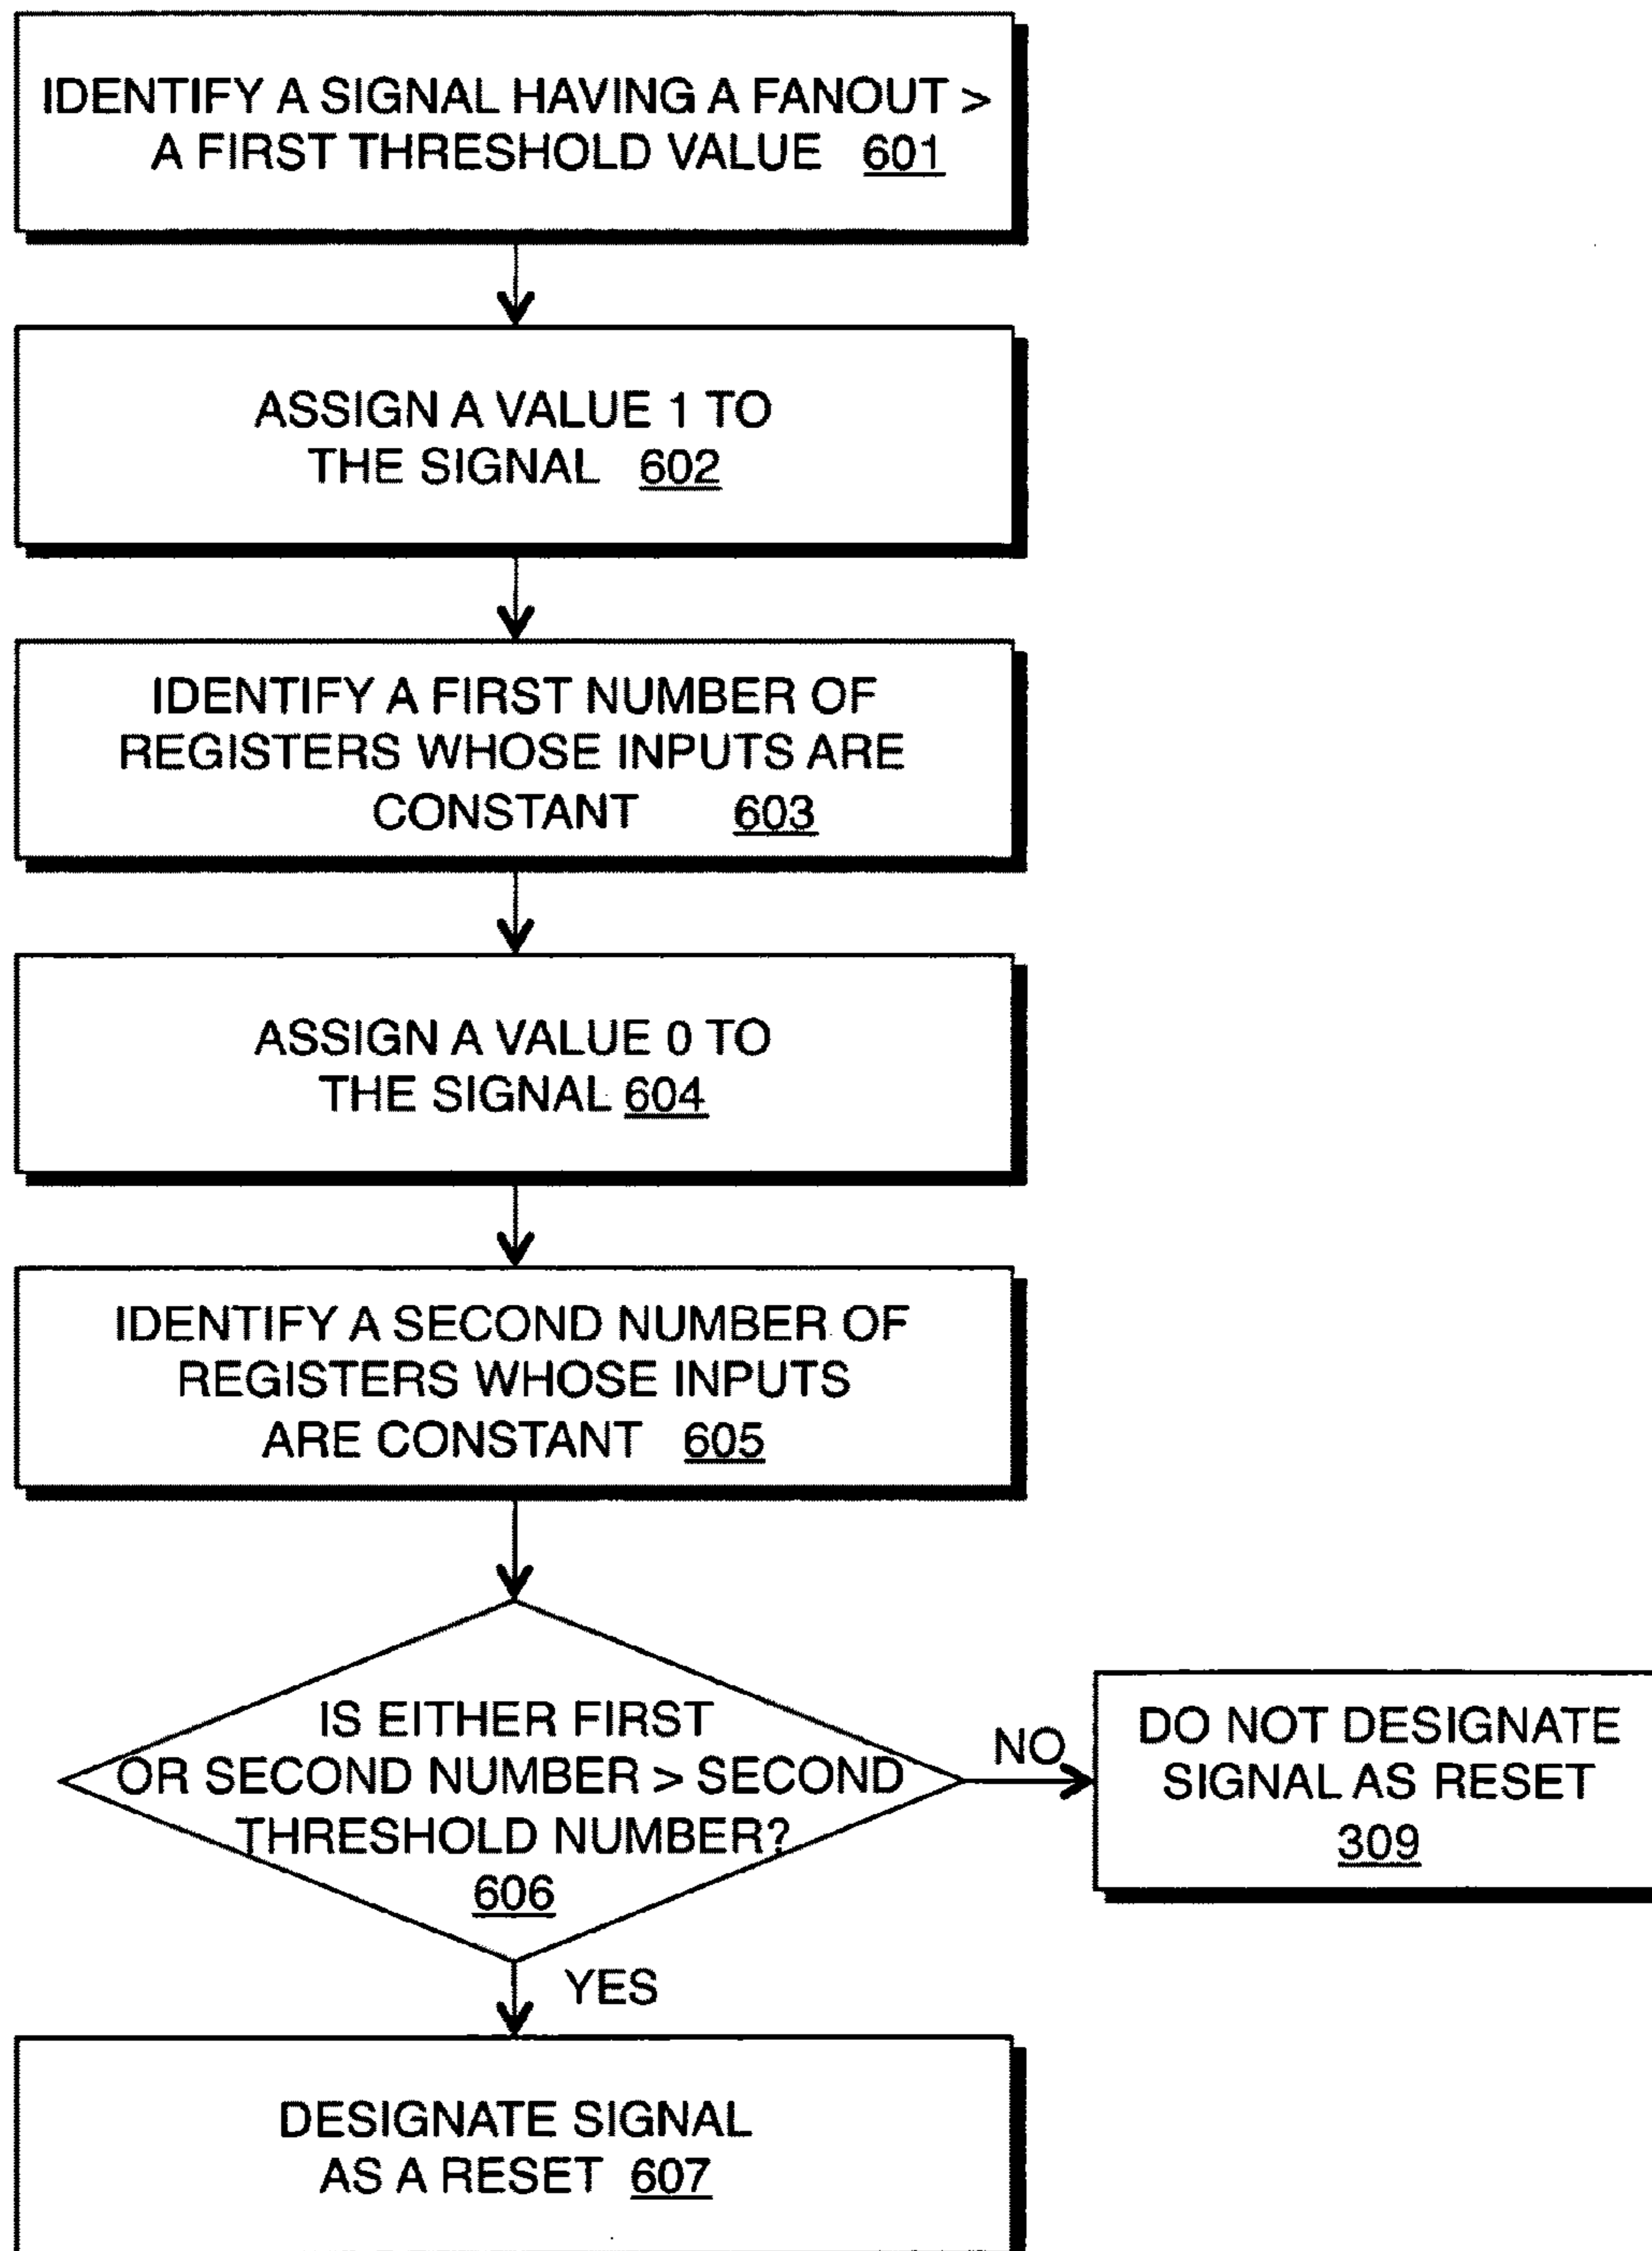 IDENTIFY A SIGNAL HAVING A FANOUT >
A FIRST THRESHOLD VALUE 601
ASSIGN A VALUE 1 TO
THE SIGNAL 602
IDENTIFY A FIRST NUMBER OF
REGISTERS WHOSE INPUTS ARE
CONSTANT 603
ASSIGN A VALUE 0 TO
THE SIGNAL 604
IDENTIFY A SECOND NUMBER OF
REGISTERS WHOSE INPUTS
ARE CONSTANT 605
IS EITHER FIRST
OR SECOND NUMBER > SECOND
THRESHOLD NUMBER?
606
NO
DO NOT DESIGNATE
SIGNAL AS RESET
309
YES
DESIGNATE SIGNAL
AS A RESET 607